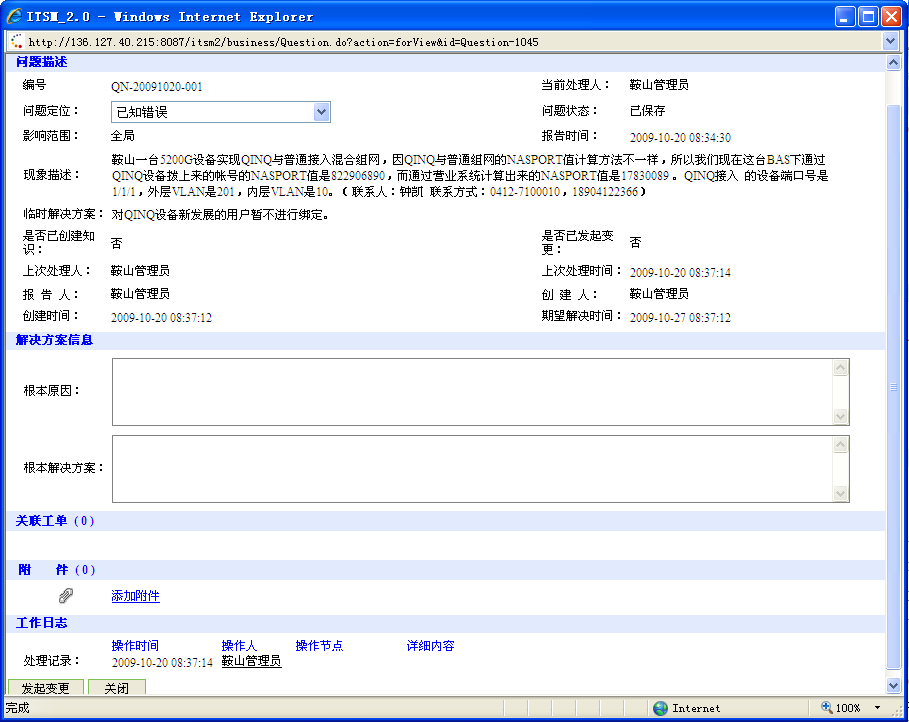 ITSM_2.0 - Windows Internet Explorer
http://136.127.40.215:8087/itsm2/business/Question.do?action=forView&id=Question-1045
问题描述
编号 QN-20091020-001 当前处理人： 鞍山管理员
问题定位： 已知错误 问题状态： 已保存
影响范围： 全局 报告时间： 2009-10-20 08:34:30
现象描述： 鞍山一台5200G设备实现QINQ与普通接入混合组网，因QINQ与普通组网的NASPORT值计算方法不一样，所以我们现在这台BAS下通过
QINQ设备拨上来的帐号的NASPORT值是822906890，而通过营业系统计算出来的NASPORT值是17830089。QINQ接入 的设备端口号是
1/1/1，外层VLAN是201，内层VLAN是10。（ 联系人：钟凯 联系方式：0412-7100010，18904122366）
临时解决方案： 对QINQ设备新发展的用户暂不进行绑定。
是否已创建知识： 否 是否已发起变更： 否
上次处理人： 鞍山管理员 上次处理时间： 2009-10-20 08:37:14
报 告 人： 鞍山管理员 创 建 人： 鞍山管理员
创建时间： 2009-10-20 08:37:12 期望解决时间： 2009-10-27 08:37:12
解决方案信息
根本原因：
根本解决方案：
关联工单（0）
附 件（0）
添加附件
工作日志
操作时间 操作人 操作节点 详细内容
处理记录： 2009-10-20 08:37:14 鞍山管理员
发起变更 关闭
完成 Internet 100%